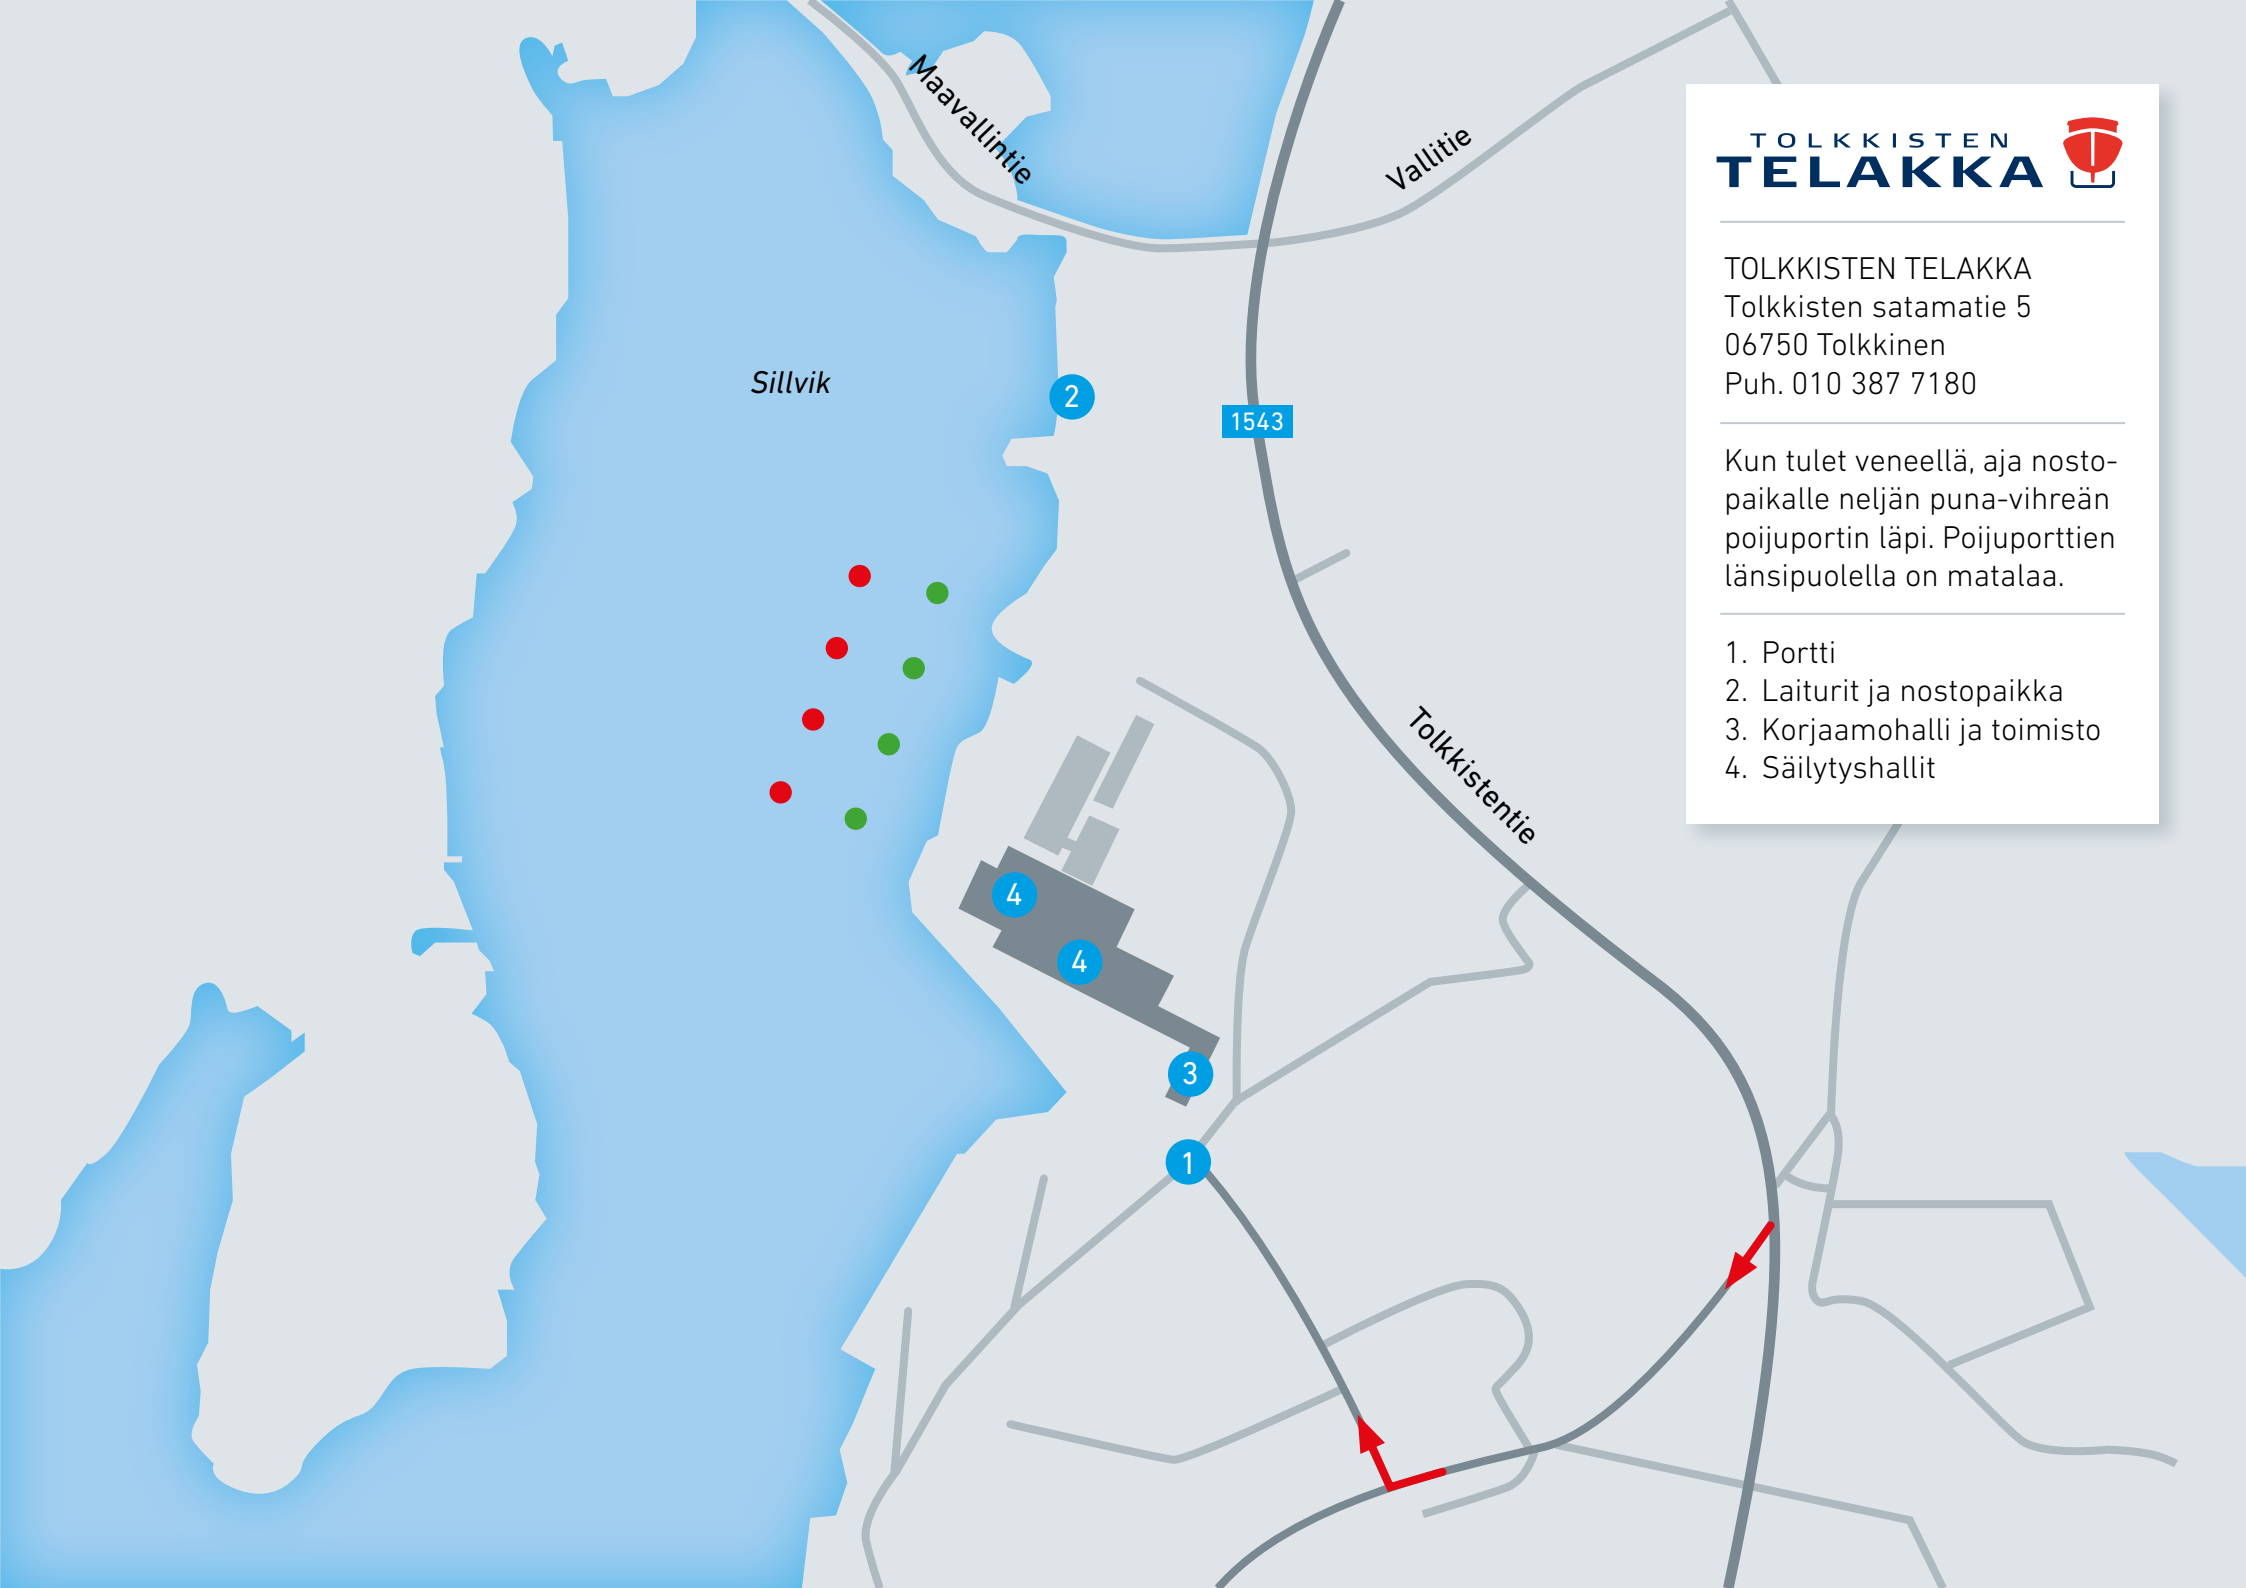 Maavallintie
Vallitie
Sillvik
2
1543
Tolkkistentie
4
4
3
1
TOLKKISTEN
TELAKKA
TOLKKISTEN TELAKKA
Tolkkisten satamatie 5
06750 Tolkkinen
Puh. 010 387 7180
Kun tulet veneellä, aja nosto-
paikalle neljän puna-vihreän
poijuportin läpi. Poijuporttien
länsipuolella on matalaa.
1. Portti
2. Laiturit ja nostopaikka
3. Korjaamohalli ja toimisto
4. Säilytyshallit